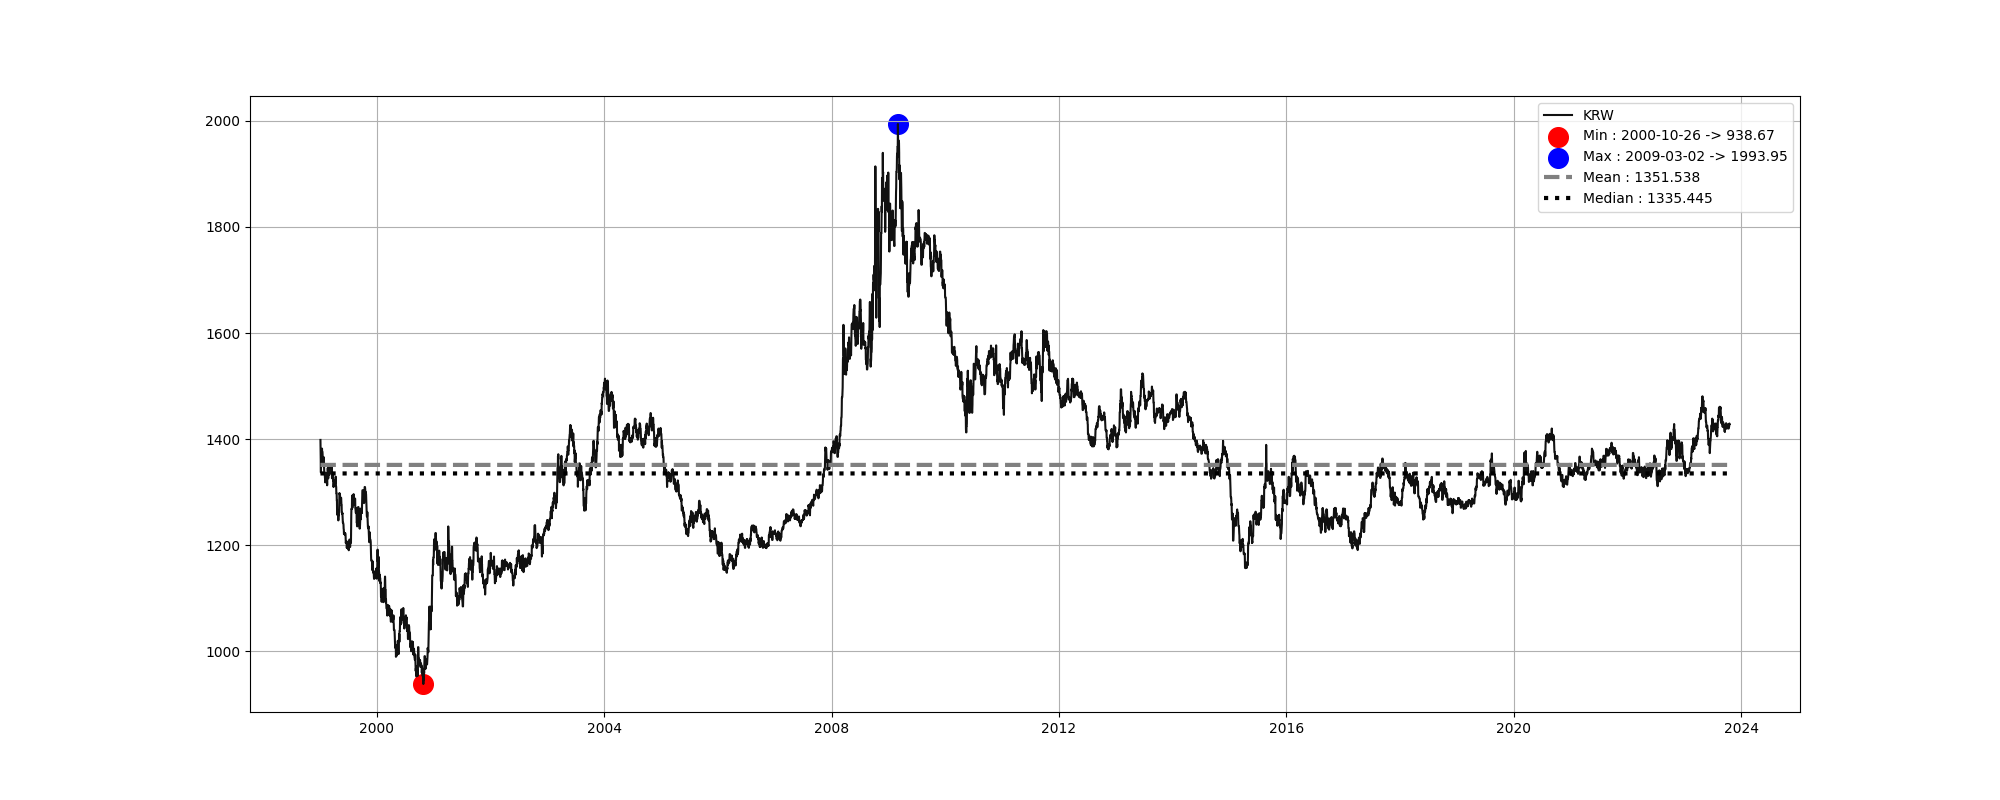 KRW
Min : 2000-10-26 -> 938.67
Max : 2009-03-02 -> 1993.95
Mean : 1351.538
Median : 1335.445
2000
1800
1600
1400
1200
1000
2000 2004 2008 2012 2016 2020 2024